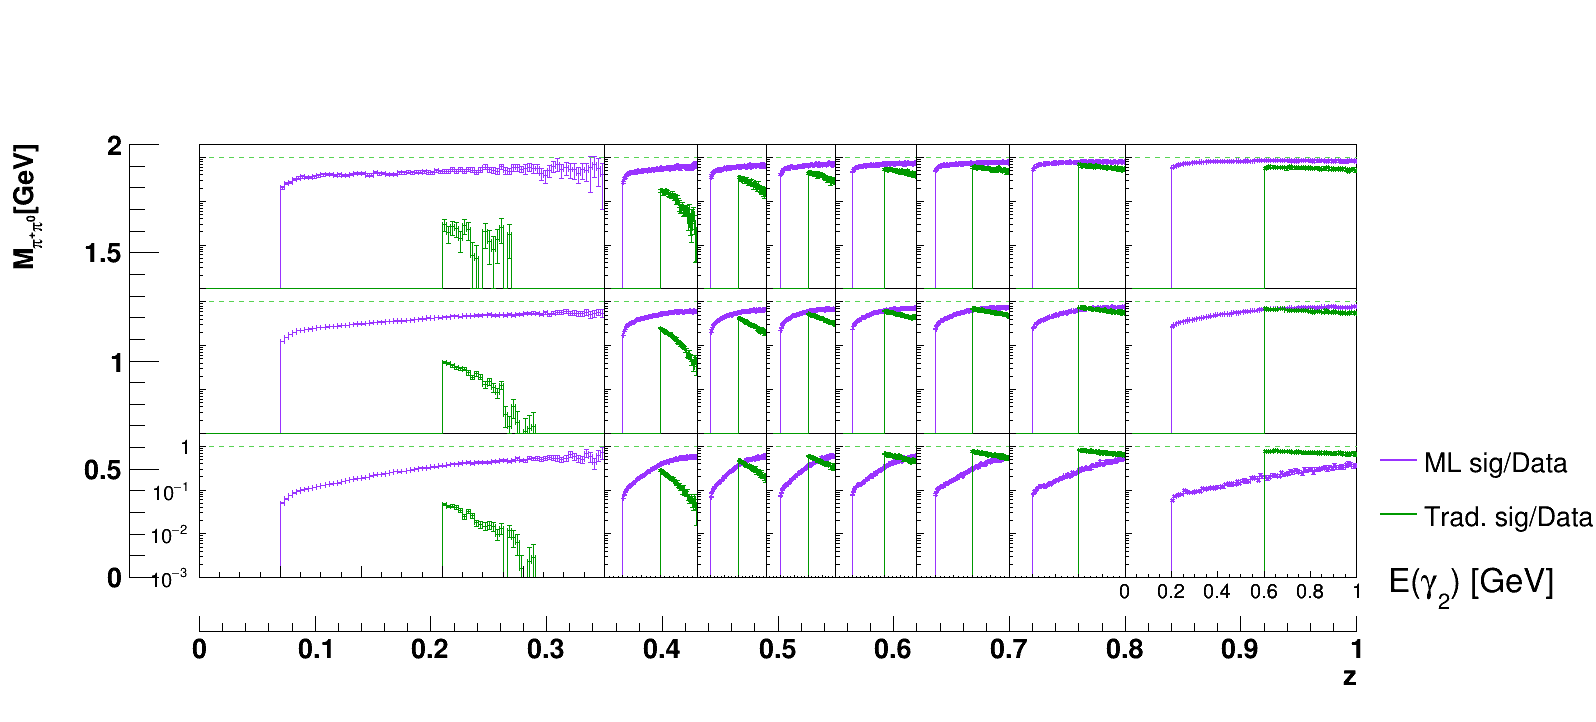 M_{π⁺π⁰}[GeV]
2
1.5
1
0.5
0
1
10⁻¹
10⁻²
10⁻³
ML sig/Data
Trad. sig/Data
E(γ₂) [GeV]
0 0.2 0.4 0.6 0.8 1
0 0.1 0.2 0.3 0.4 0.5 0.6 0.7 0.8 0.9 1
z